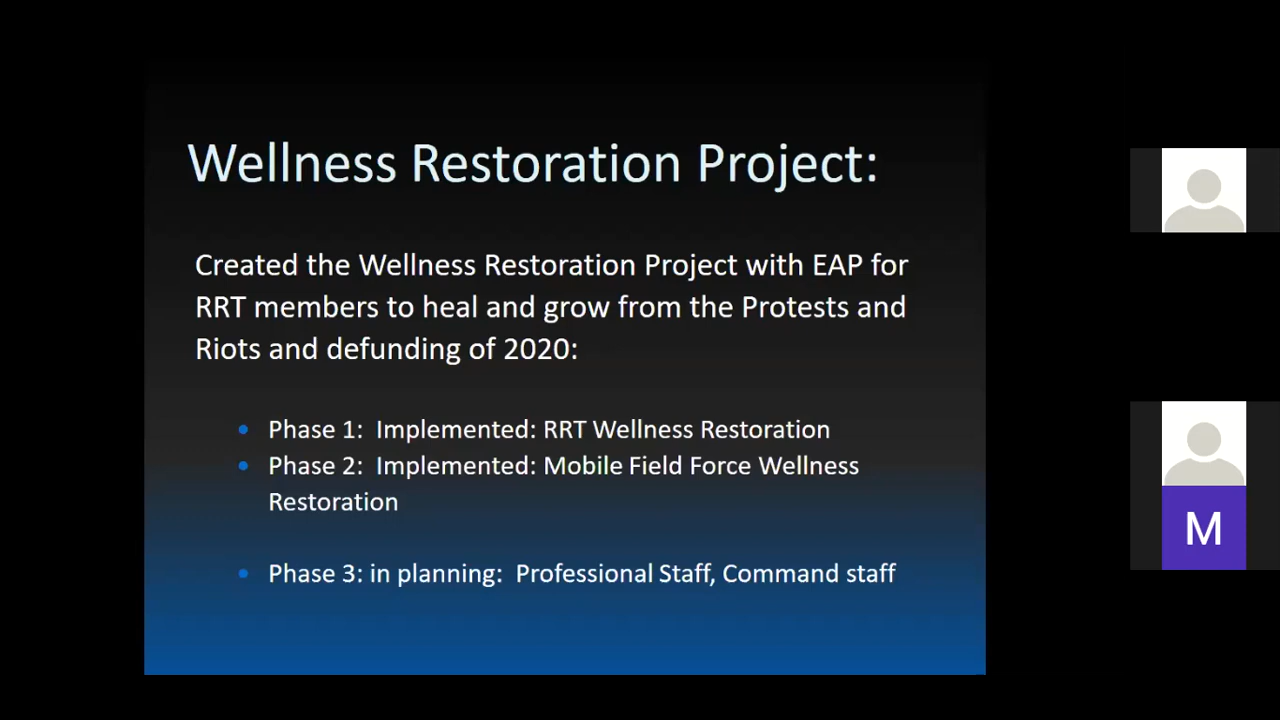 Wellness Restoration Project:
Created the Wellness Restoration Project with EAP for
RRT members to heal and grow from the Protests and
Riots and defunding of 2020:
• Phase 1:  Implemented: RRT Wellness Restoration
• Phase 2:  Implemented: Mobile Field Force Wellness
Restoration
• Phase 3: in planning:  Professional Staff, Command staff
M